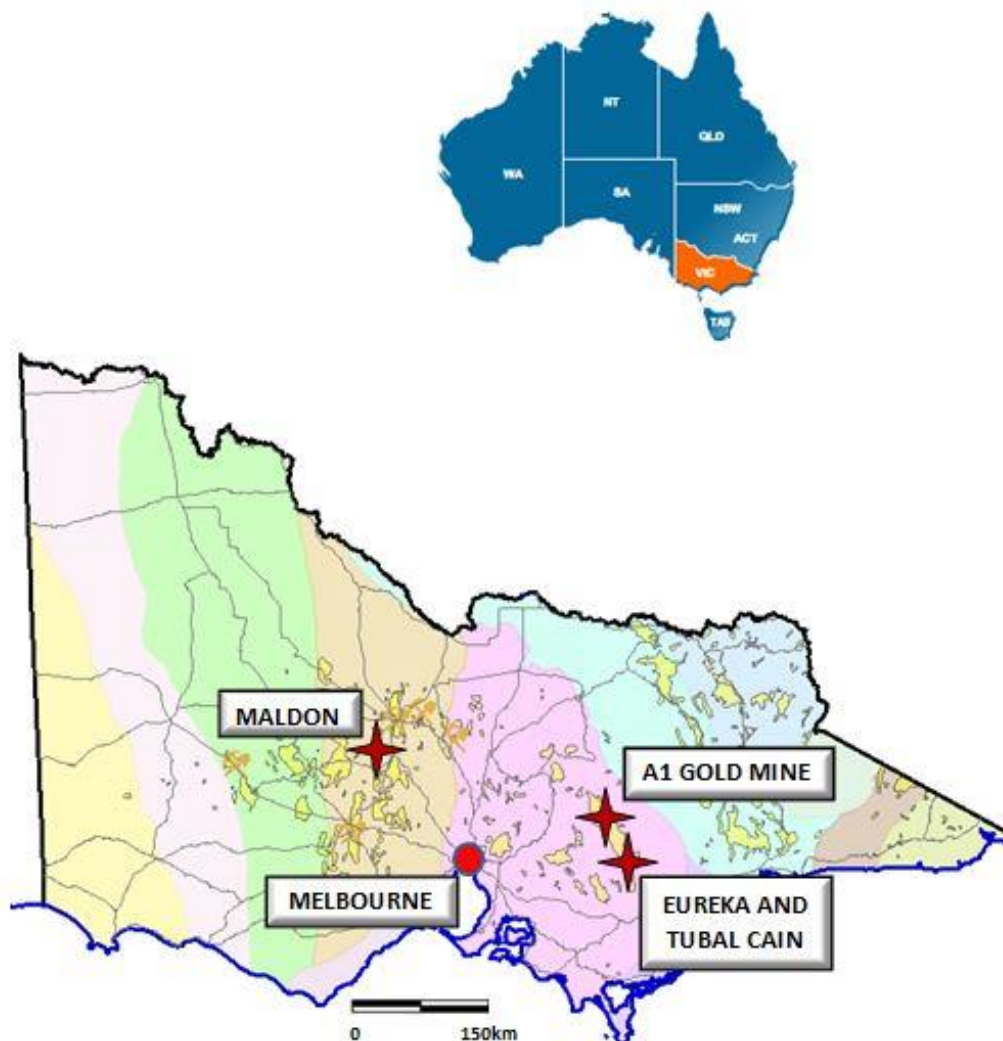 NT
QLD
WA
SA
NSW
ACT
VIC
TAS
MALDON
A1 GOLD MINE
MELBOURNE
EUREKA AND
TUBAL CAIN
0 150km